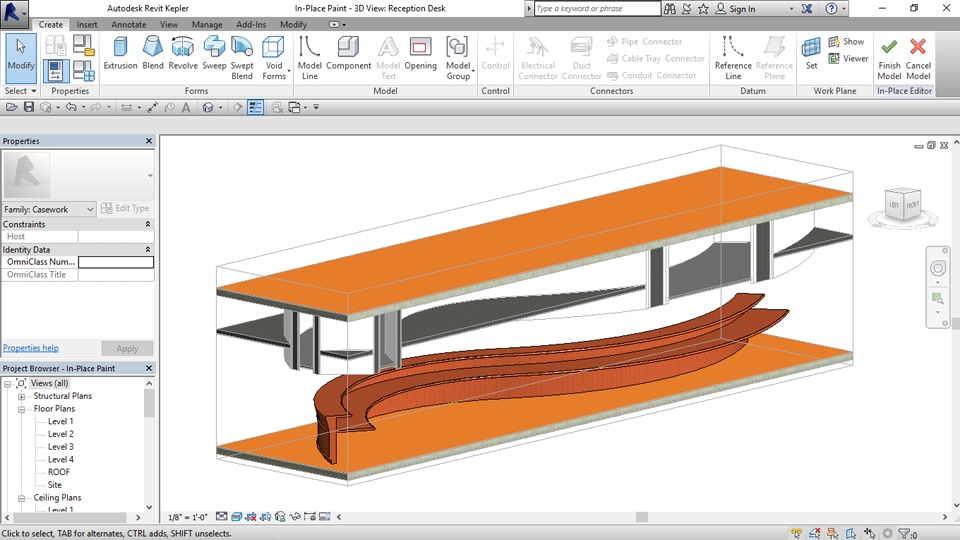 Autodesk Revit Kepler
In-Place Paint - 3D View: Reception Desk
Type a keyword or phrase
Sign In
Create Insert Annotate View Manage Add-Ins Modify
Modify
Extrusion Blend Revolve Sweep Swept Blend Void Forms
Model Line Component Model Text Opening Model Group
Control
Electrical Connector Duct Connector
Pipe Connector
Cable Tray Connector
Conduit Connector
Reference Line Reference Plane
Set Show
Viewer
Finish Model Cancel Model
Select Properties Forms Model Control Connectors Datum Work Plane In-Place Editor
Properties
Family: Casework Edit Type
Constraints
Host
Identity Data
OmniClass Num...
OmniClass Title
Properties help Apply
Project Browser - In-Place Paint
Views (all)
Structural Plans
Floor Plans
Level 1
Level 2
Level 3
Level 4
ROOF
Site
Ceiling Plans
Level 1
LEFT
1/8" = 1'-0"
Click to select, TAB for alternates, CTRL adds, SHIFT unselects.
:0